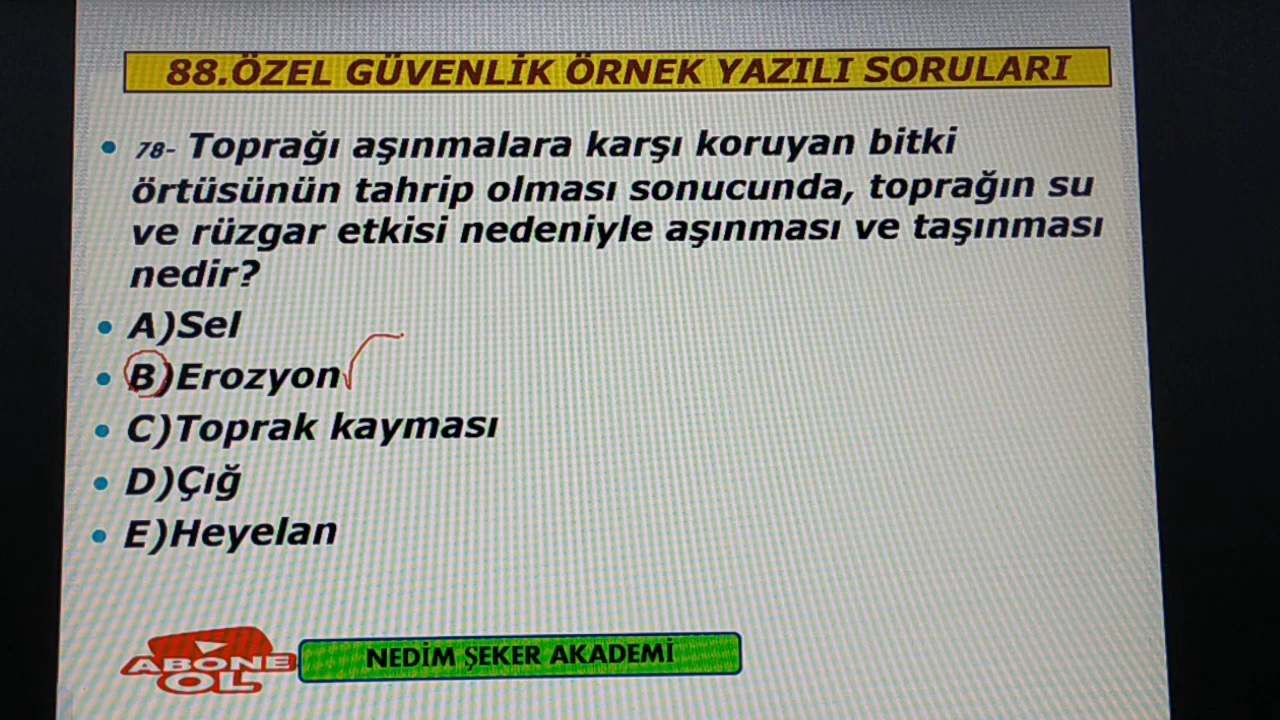 88.ÖZEL GÜVENLİK ÖRNEK YAZILI SORULARI
• 78- Toprağı aşınmalara karşı koruyan bitki
örtüsünün tahrip olması sonucunda, toprağın su
ve rüzgar etkisi nedeniyle aşınması ve taşınması
nedir?
• A)Sel
• B)Erozyon
• C)Toprak kayması
• D)Çığ
• E)Heyelan
ABONE
OL
NEDİM ŞEKER AKADEMİ